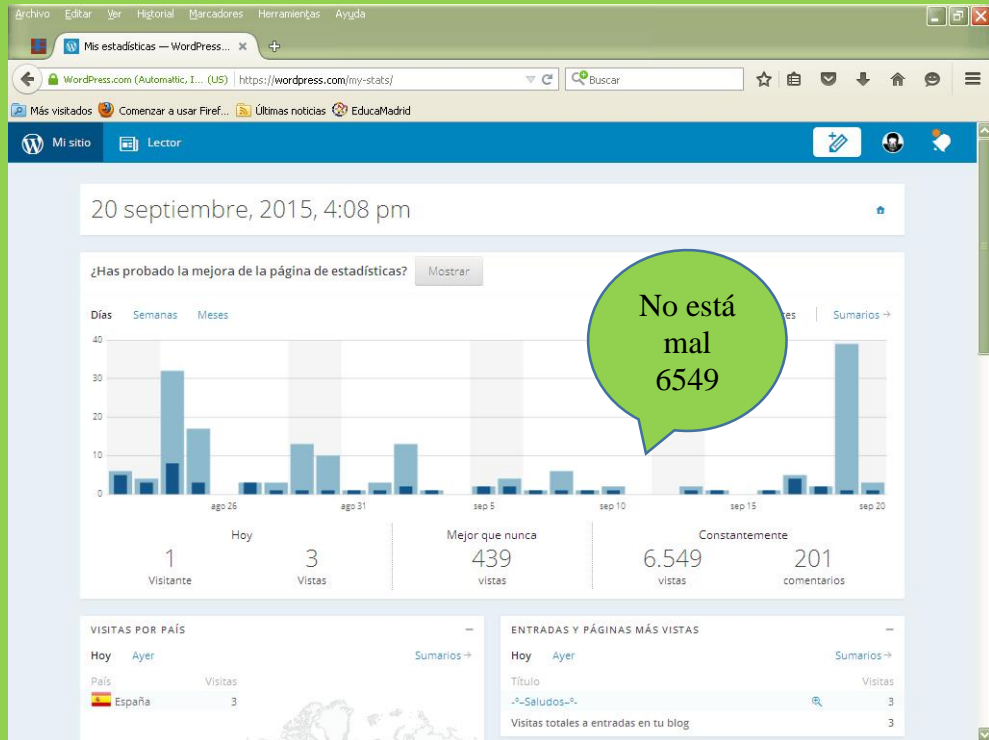 Archivo Editar Ver Historial Marcadores Herramientas Ayuda
Mis estadísticas — WordPress...
WordPress.com (Automattic, I... (US) https://wordpress.com/my-stats/ Buscar
Más visitados Comenzar a usar Firef... Últimas noticias EducaMadrid
Mi sitio Lector
20 septiembre, 2015, 4:08 pm
¿Has probado la mejora de la página de estadísticas? Mostrar
No está
mal
6549
Días Semanas Meses Sumarios →
40
30
20
10
0
ago 26 ago 31 sep 5 sep 10 sep 15 sep 20
Hoy Mejor que nunca Constantemente
1 3 439 6.549 201
Visitante Vistas vistas vistas comentarios
VISITAS POR PAÍS
Hoy Ayer Sumarios →
País Visitas
España 3
ENTRADAS Y PÁGINAS MÁS VISTAS
Hoy Ayer Sumarios →
Título Visitas
-º-Saludos-º- 3
Visitas totales a entradas en tu blog 3